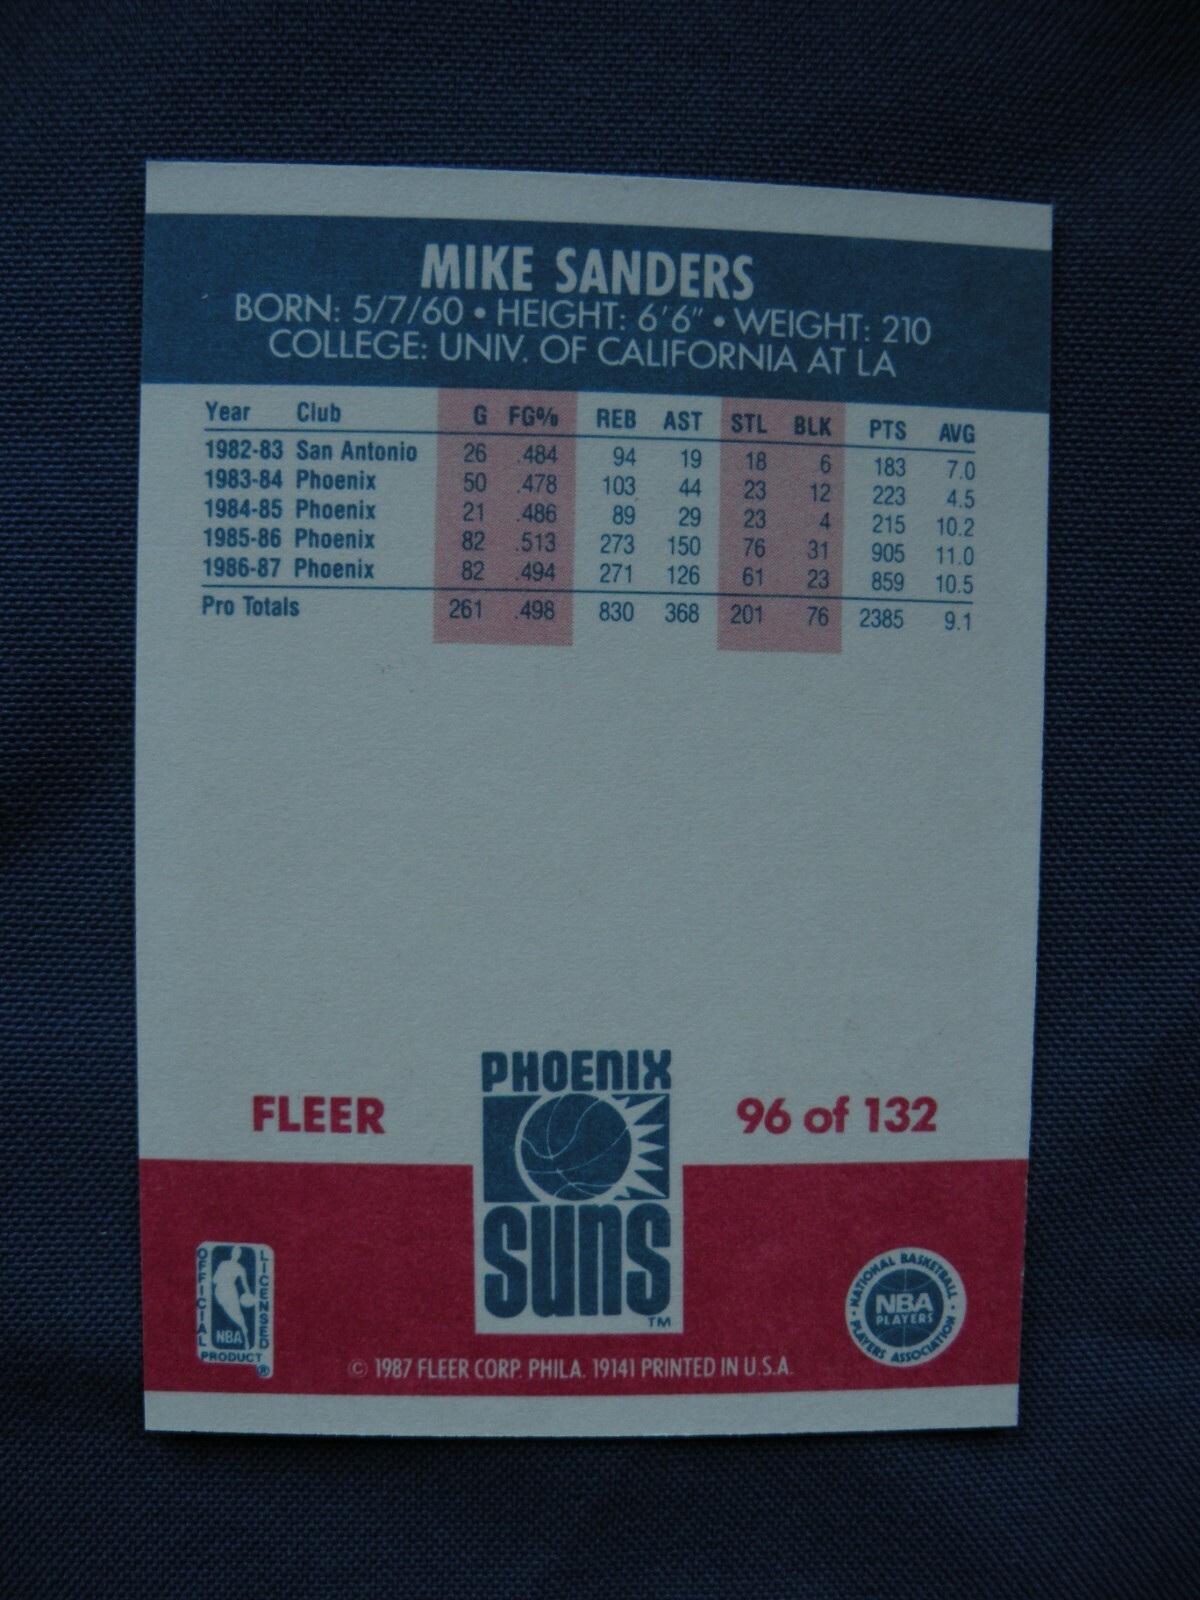 MIKE SANDERS
BORN: 5/7/60 • HEIGHT: 6'6" • WEIGHT: 210
COLLEGE: UNIV. OF CALIFORNIA AT LA
Year Club G FG% REB AST STL BLK PTS AVG
1982-83 San Antonio 26 .484 94 19 18 6 183 7.0
1983-84 Phoenix 50 .478 103 44 23 12 223 4.5
1984-85 Phoenix 21 .486 89 29 23 4 215 10.2
1985-86 Phoenix 82 .513 273 150 76 31 905 11.0
1986-87 Phoenix 82 .494 271 126 61 23 859 10.5
Pro Totals 261 .498 830 368 201 76 2385 9.1
PHOENIX
FLEER
96 of 132
SUNS TM
OFFICIAL LICENSED
NBA
PRODUCT ®
NATIONAL BASKETBALL
NBA
PLAYERS
PLAYERS ASSOCIATION
© 1987 FLEER CORP. PHILA. 19141 PRINTED IN U.S.A.